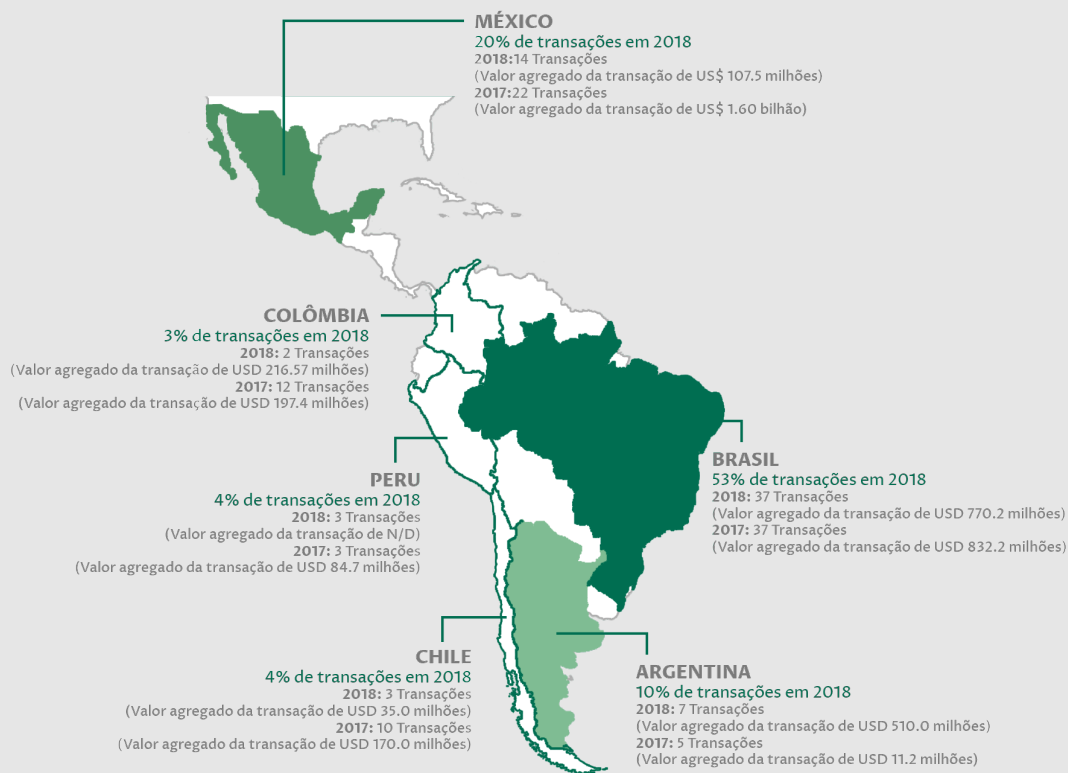 MÉXICO
20% de transações em 2018
2018:14 Transações
(Valor agregado da transação de US$ 107.5 milhões)
2017:22 Transações
(Valor agregado da transação de US$ 1.60 bilhão)
COLÔMBIA
3% de transações em 2018
2018: 2 Transações
(Valor agregado da transação de USD 216.57 milhões)
2017: 12 Transações
(Valor agregado da transação de USD 197.4 milhões)
PERU
4% de transações em 2018
2018: 3 Transações
(Valor agregado da transação de N/D)
2017: 3 Transações
(Valor agregado da transação de USD 84.7 milhões)
BRASIL
53% de transações em 2018
2018: 37 Transações
(Valor agregado da transação de USD 770.2 milhões)
2017: 37 Transações
(Valor agregado da transação de USD 832.2 milhões)
CHILE
4% de transações em 2018
2018: 3 Transações
(Valor agregado da transação de USD 35.0 milhões)
2017: 10 Transações
(Valor agregado da transação de USD 170.0 milhões)
ARGENTINA
10% de transações em 2018
2018: 7 Transações
(Valor agregado da transação de USD 510.0 milhões)
2017: 5 Transações
(Valor agregado da transação de USD 11.2 milhões)